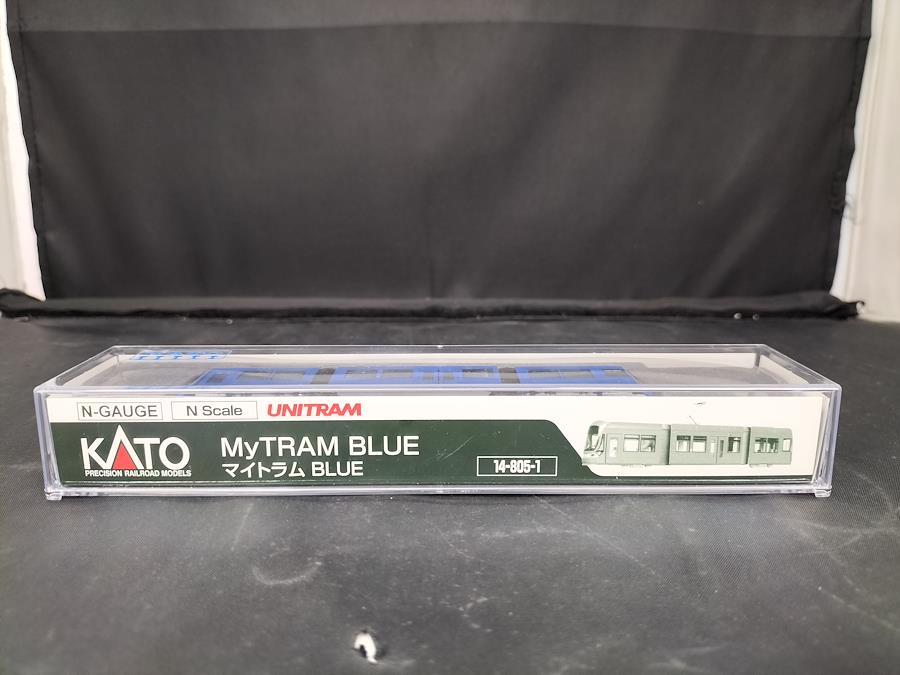 N-GAUGE N Scale UNITRAM
KATO
PRECISION RAILROAD MODELS
MyTRAM BLUE
マイトラム BLUE
14-805-1